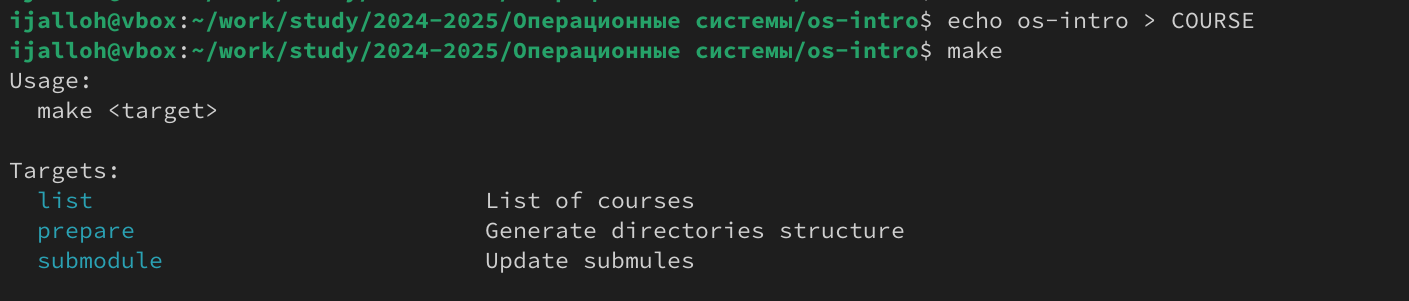 ijalloh@vbox:~/work/study/2024-2025/Операционные системы/os-intro$ echo os-intro > COURSE
ijalloh@vbox:~/work/study/2024-2025/Операционные системы/os-intro$ make
Usage:
  make <target>

Targets:
  list                            List of courses
  prepare                         Generate directories structure
  submodule                       Update submules